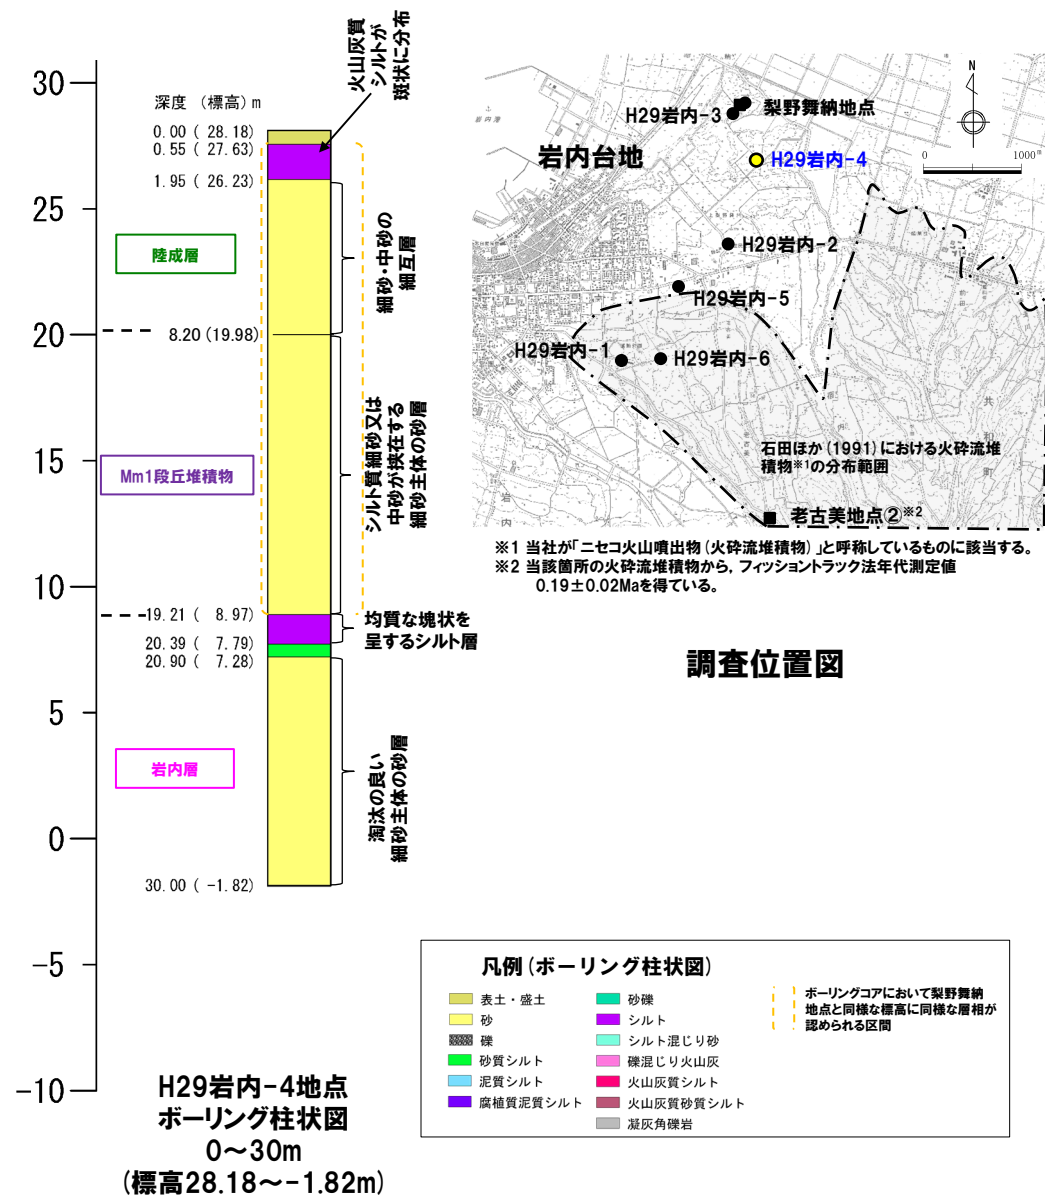 30
25
20
15
10
5
0
-5
-10
深度 (標高) m
0.00 ( 28.18)
0.55 ( 27.63)
1.95 ( 26.23)
8.20 (19.98)
19.21 ( 8.97)
20.39 ( 7.79)
20.90 ( 7.28)
30.00 ( -1.82)
陸成層
Mm1段丘堆積物
岩内層
火山灰質
シルトが
斑状に分布
細砂・中砂の
細互層
シルト質細砂又は
中砂が挟在する
細砂主体の砂層
均質な塊状を
呈するシルト層
淘汰の良い
細砂主体の砂層
H29岩内-4地点
ボーリング柱状図
0～30m
(標高28.18～-1.82m)
N
0 1000m
岩内港
岩内台地
H29岩内-3
梨野舞納地点
H29岩内-4
H29岩内-2
H29岩内-5
H29岩内-1
H29岩内-6
共
和
町
岩
内
石田ほか(1991)における火砕流堆
積物※1の分布範囲
老古美地点②※2
※1 当社が「ニセコ火山噴出物(火砕流堆積物)」と呼称しているものに該当する。
※2 当該箇所の火砕流堆積物から，フィッショントラック法年代測定値
0.19±0.02Maを得ている。
調査位置図
凡例(ボーリング柱状図)
表土・盛土
砂
礫
砂質シルト
泥質シルト
腐植質泥質シルト
砂礫
シルト
シルト混じり砂
礫混じり火山灰
火山灰質シルト
火山灰質砂質シルト
凝灰角礫岩
ボーリングコアにおいて梨野舞納
地点と同様な標高に同様な層相が
認められる区間